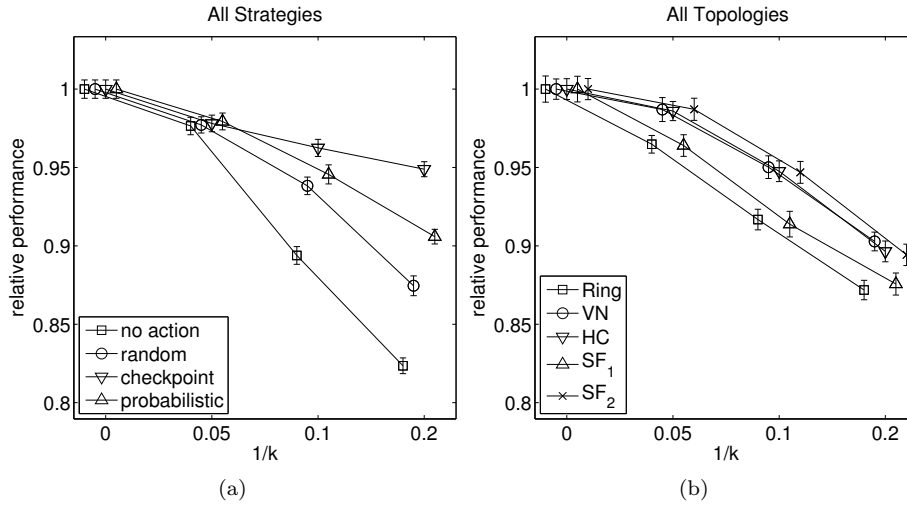 All Strategies
1
0.95
0.9
0.85
0.8
relative performance
no action
random
checkpoint
probabilistic
0 0.05 0.1 0.2
1/k
(a)
All Topologies
1
0.95
0.9
0.85
0.8
relative performance
Ring
VN
HC
SF1
SF2
0 0.05 0.1 0.2
1/k
(b)